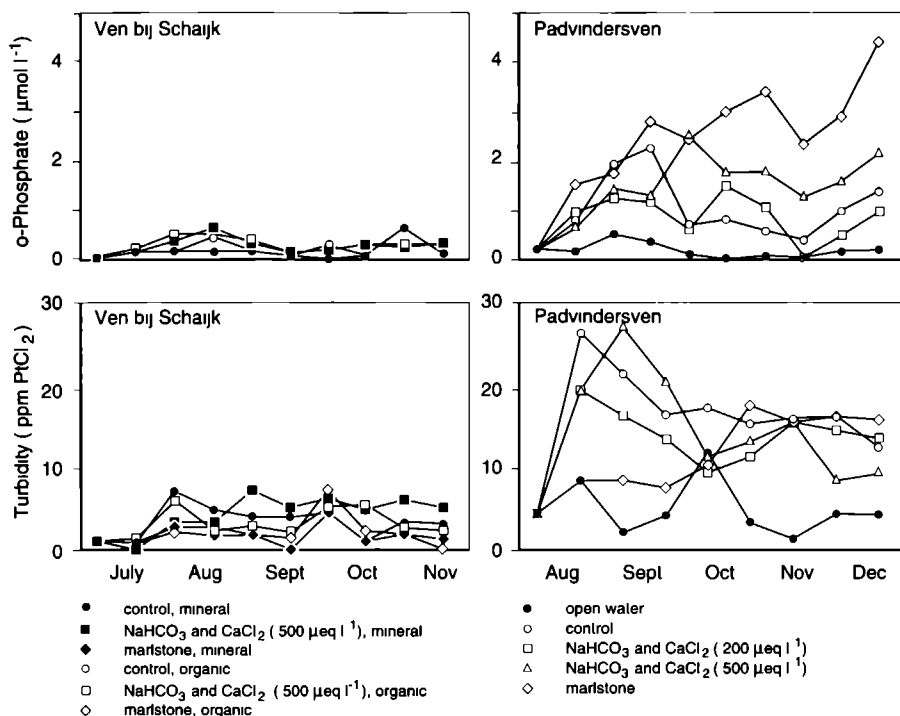 Ven bij Schaijk
Padvindersven
o-Phosphate ( µmol l⁻¹)
4
2
0
4
2
0
Ven bij Schaijk
Padvindersven
Turbidity ( ppm PtCl₂ )
30
20
10
0
30
20
10
0
July Aug Sept Oct Nov
Aug Sept Oct Nov Dec
control, mineral
NaHCO₃ and CaCl₂ ( 500 µeq l⁻¹), mineral
marlstone, mineral
control, organic
NaHCO₃ and CaCl₂ ( 500 µeq l⁻¹), organic
marlstone, organic
open water
control
NaHCO₃ and CaCl₂ ( 200 µeq l⁻¹)
NaHCO₃ and CaCl₂ ( 500 µeq l⁻¹)
marlstone